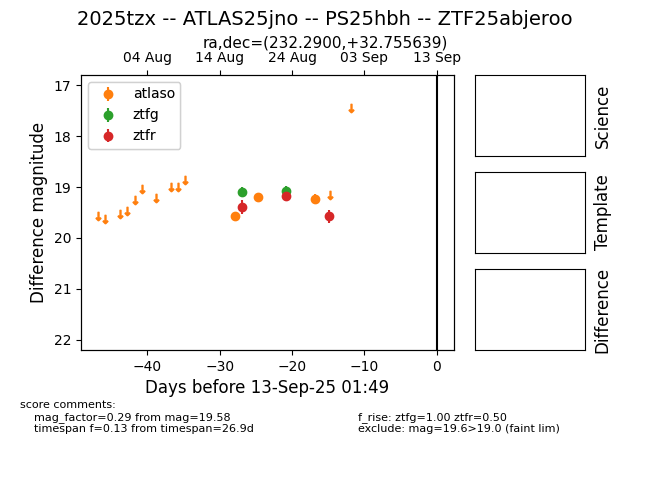 2025tzx -- ATLAS25jno -- PS25hbh -- ZTF25abjeroo
ra,dec=(232.2900,+32.755639)
04 Aug 14 Aug 24 Aug 03 Sep 13 Sep
atlaso
ztfg
ztfr
17
18
19
20
21
22
Difference magnitude
−40 −30 −20 −10 0
Days before 13-Sep-25 01:49
Science
Template
Difference
score comments:
mag_factor=0.29 from mag=19.58
timespan f=0.13 from timespan=26.9d
f_rise: ztfg=1.00 ztfr=0.50
exclude: mag=19.6>19.0 (faint lim)